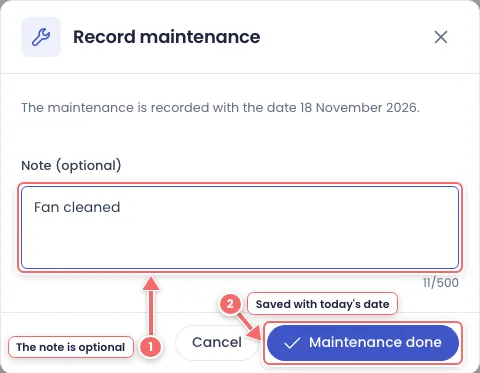 Record maintenance
The maintenance is recorded with the date 18 November 2026.
Note (optional)
Fan cleaned
11/500
2
Saved with today's date
The note is optional
1
Cancel
Maintenance done